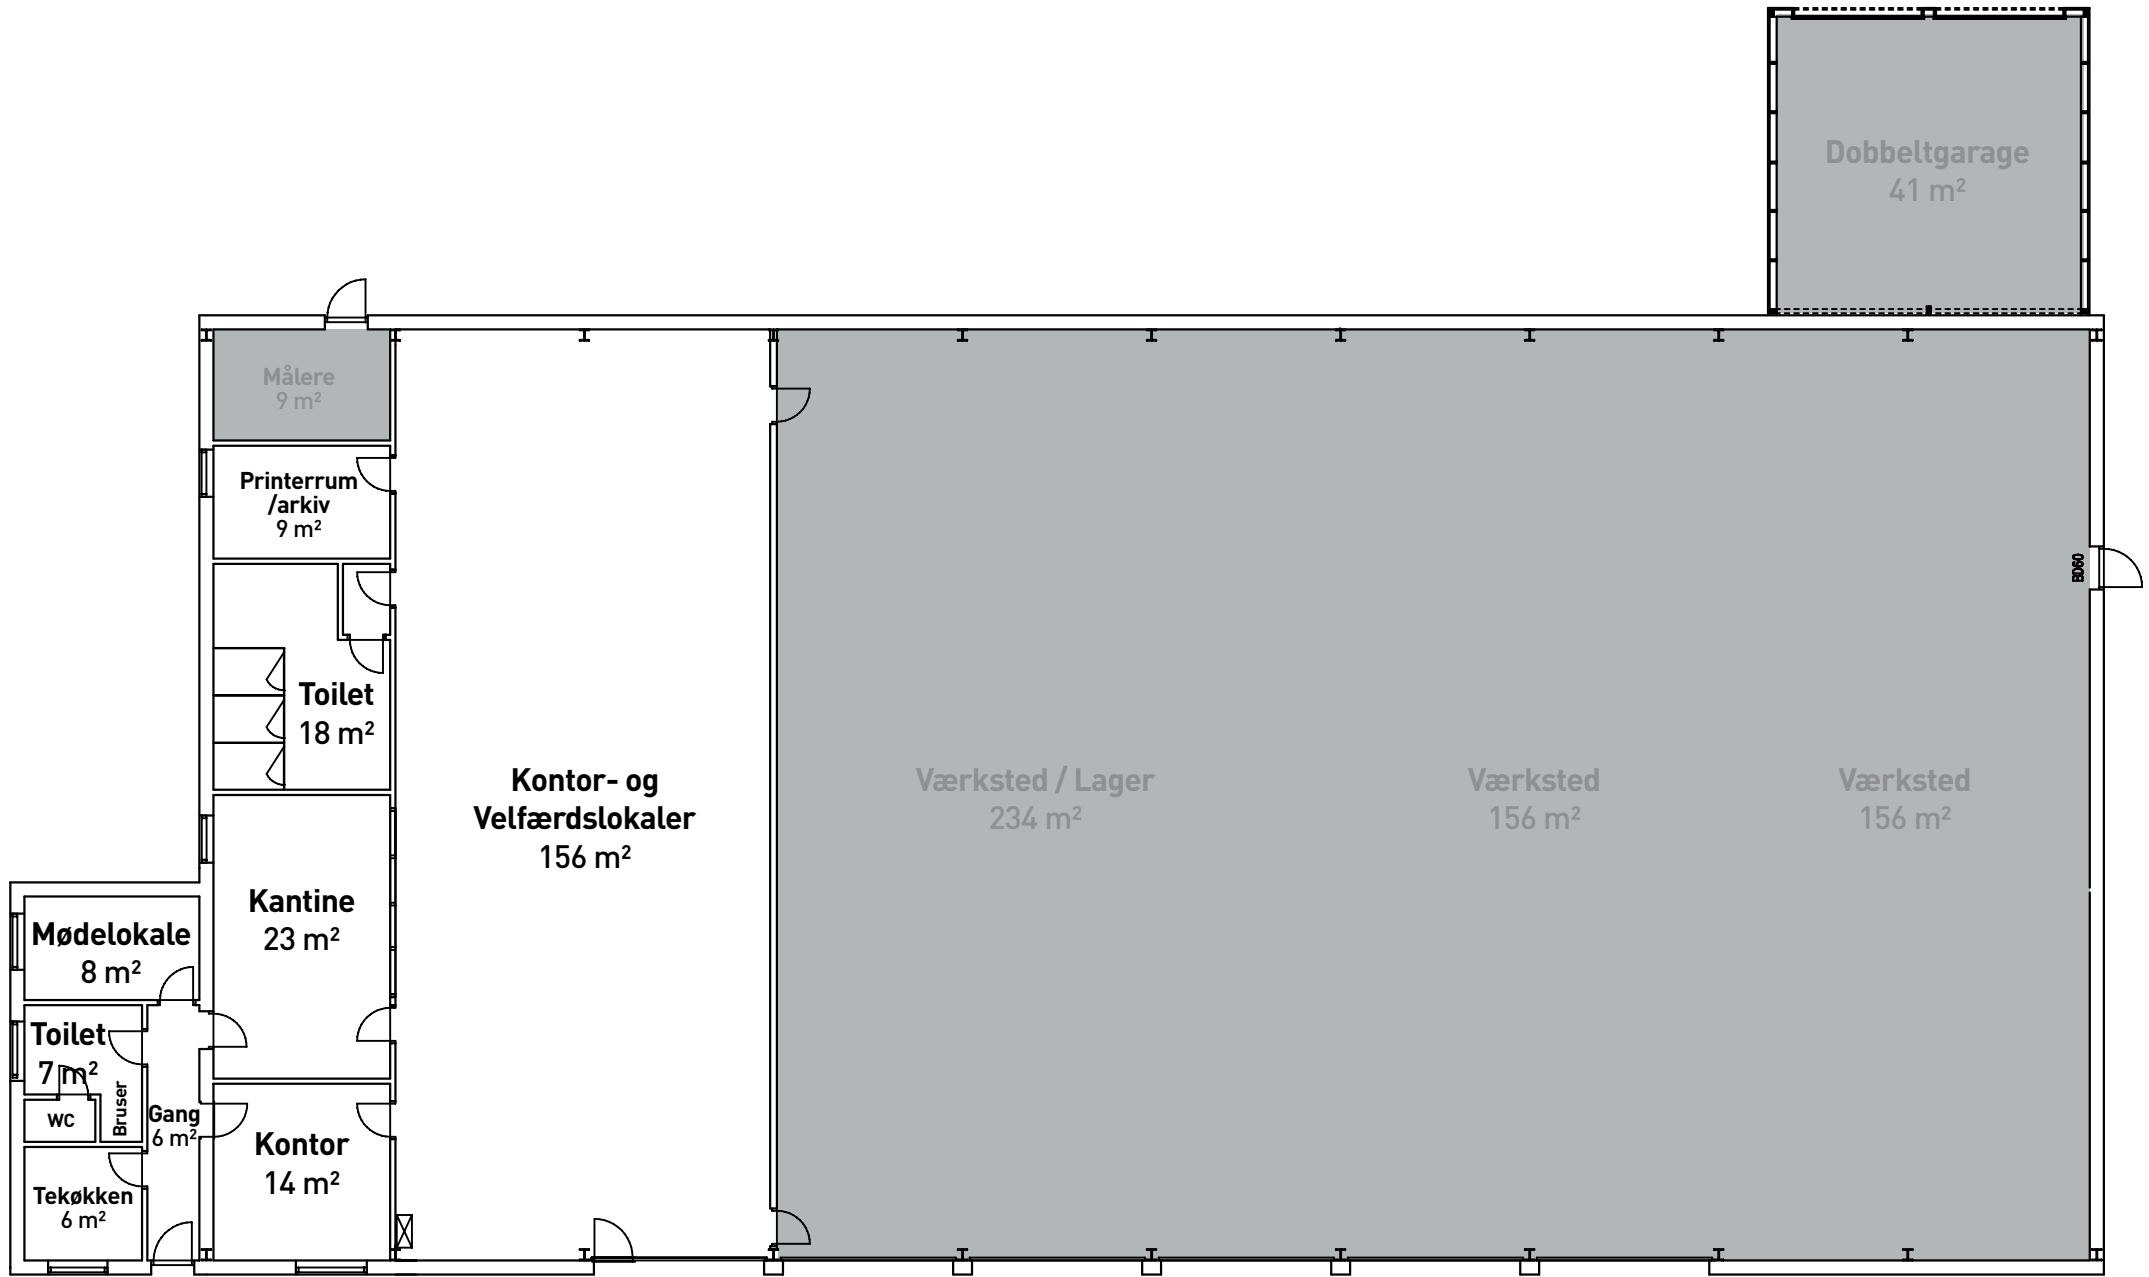 Dobbeltgarage
41 m²
Målere
9 m²
Printerrum
/arkiv
9 m²
BD60
Toilet
18 m²
Kontor- og
Velfærdslokaler
156 m²
Værksted / Lager
234 m²
Værksted
156 m²
Værksted
156 m²
Kantine
23 m²
Mødelokale
8 m²
Toilet
7 m²
WC
Bruser
Gang
6 m²
Kontor
14 m²
Tekøkken
6 m²